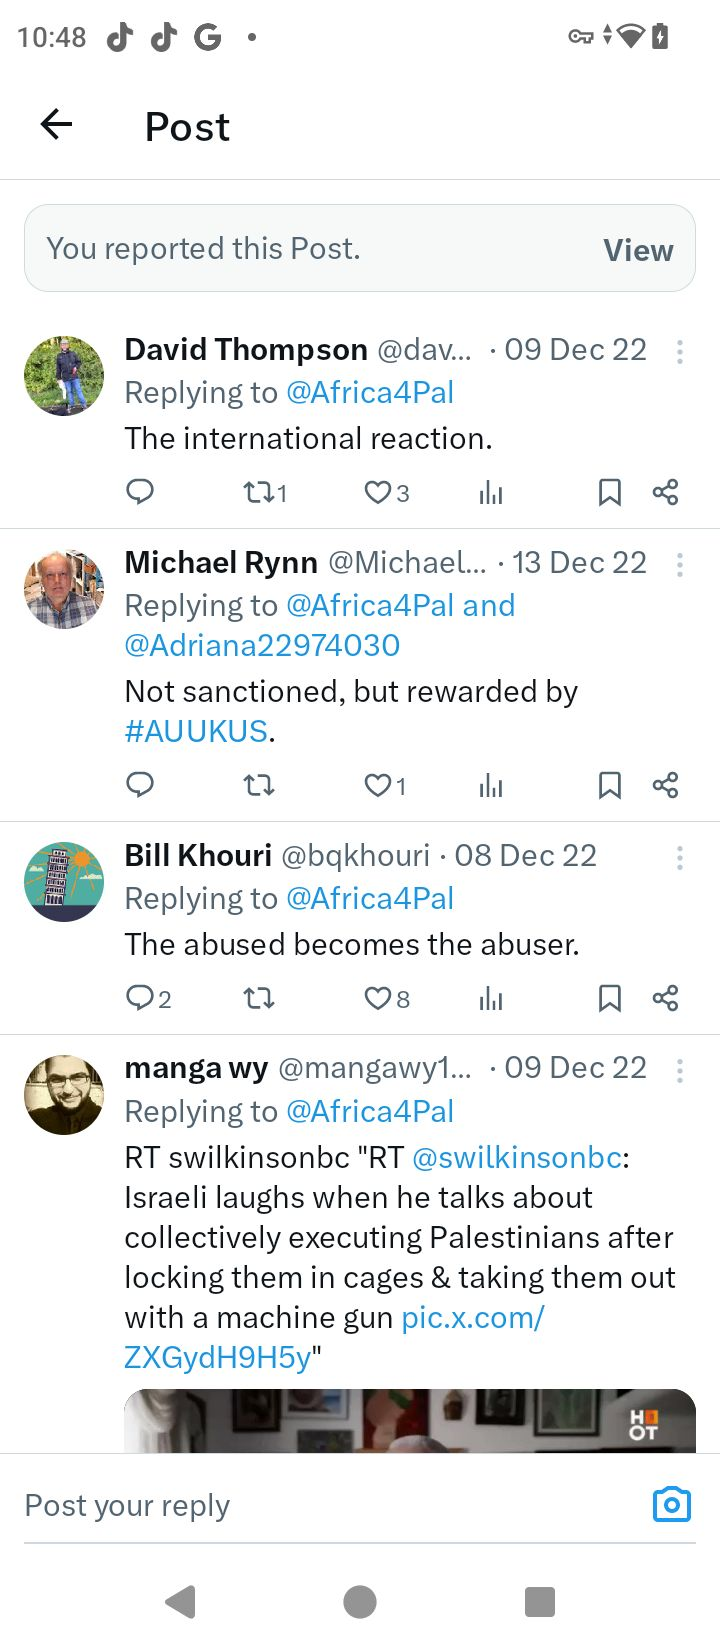 10:48
Post
You reported this Post. View
David Thompson @dav... · 09 Dec 22
Replying to @Africa4Pal
The international reaction.
1 3
Michael Rynn @Michael... · 13 Dec 22
Replying to @Africa4Pal and
@Adriana22974030
Not sanctioned, but rewarded by
#AUUKUS.
1
Bill Khouri @bqkhouri · 08 Dec 22
Replying to @Africa4Pal
The abused becomes the abuser.
2 8
manga wy @mangawy1... · 09 Dec 22
Replying to @Africa4Pal
RT swilkinsonbc "RT @swilkinsonbc:
Israeli laughs when he talks about
collectively executing Palestinians after
locking them in cages & taking them out
with a machine gun pic.x.com/
ZXGydH9H5y"
HOT
OT
Post your reply